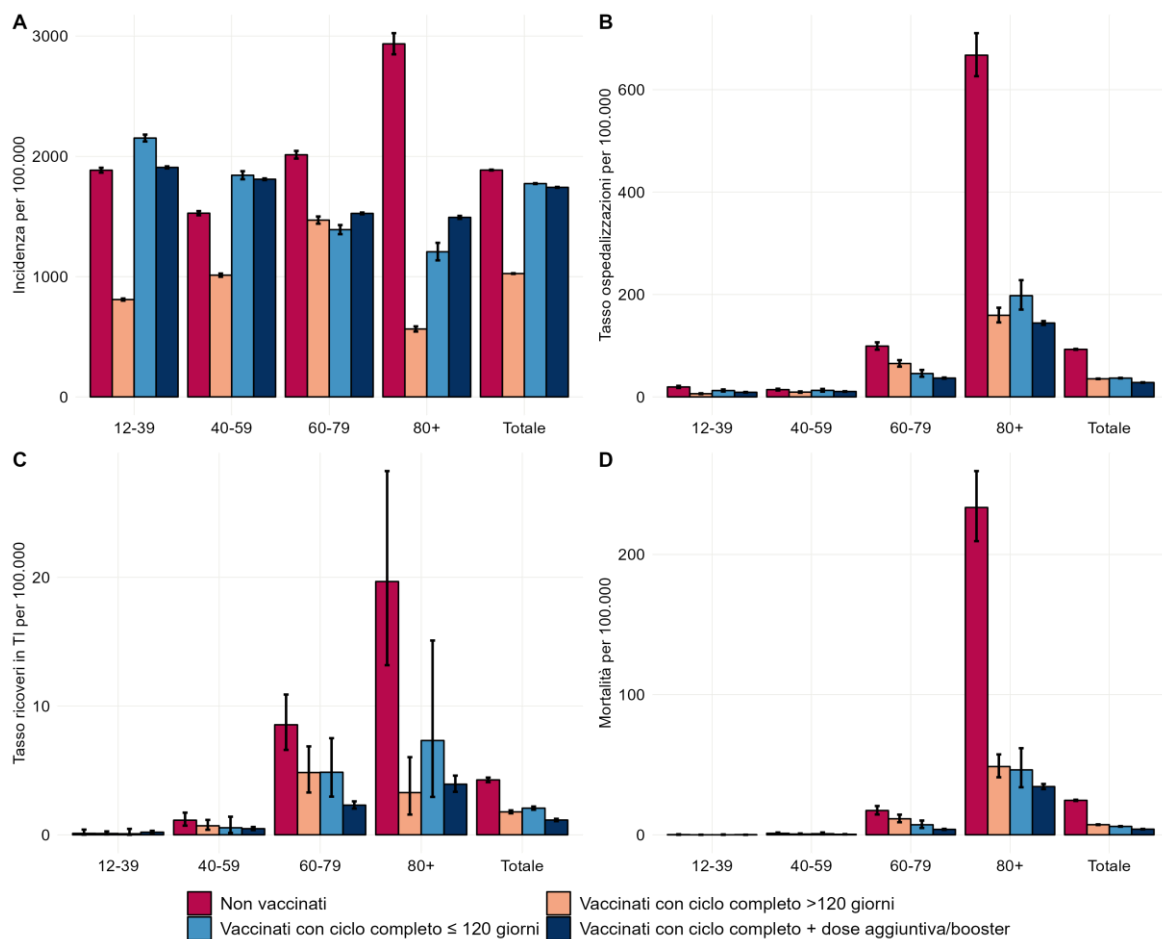 A
Incidenza per 100.000
3000
2000
1000
0
12-39 40-59 60-79 80+ Totale
B
Tasso ospedalizzazioni per 100.000
600
400
200
0
12-39 40-59 60-79 80+ Totale
C
Tasso ricoveri in TI per 100.000
20
10
0
12-39 40-59 60-79 80+ Totale
D
Mortalità per 100.000
200
100
0
12-39 40-59 60-79 80+ Totale
Non vaccinati
Vaccinati con ciclo completo >120 giorni
Vaccinati con ciclo completo ≤ 120 giorni
Vaccinati con ciclo completo + dose aggiuntiva/booster